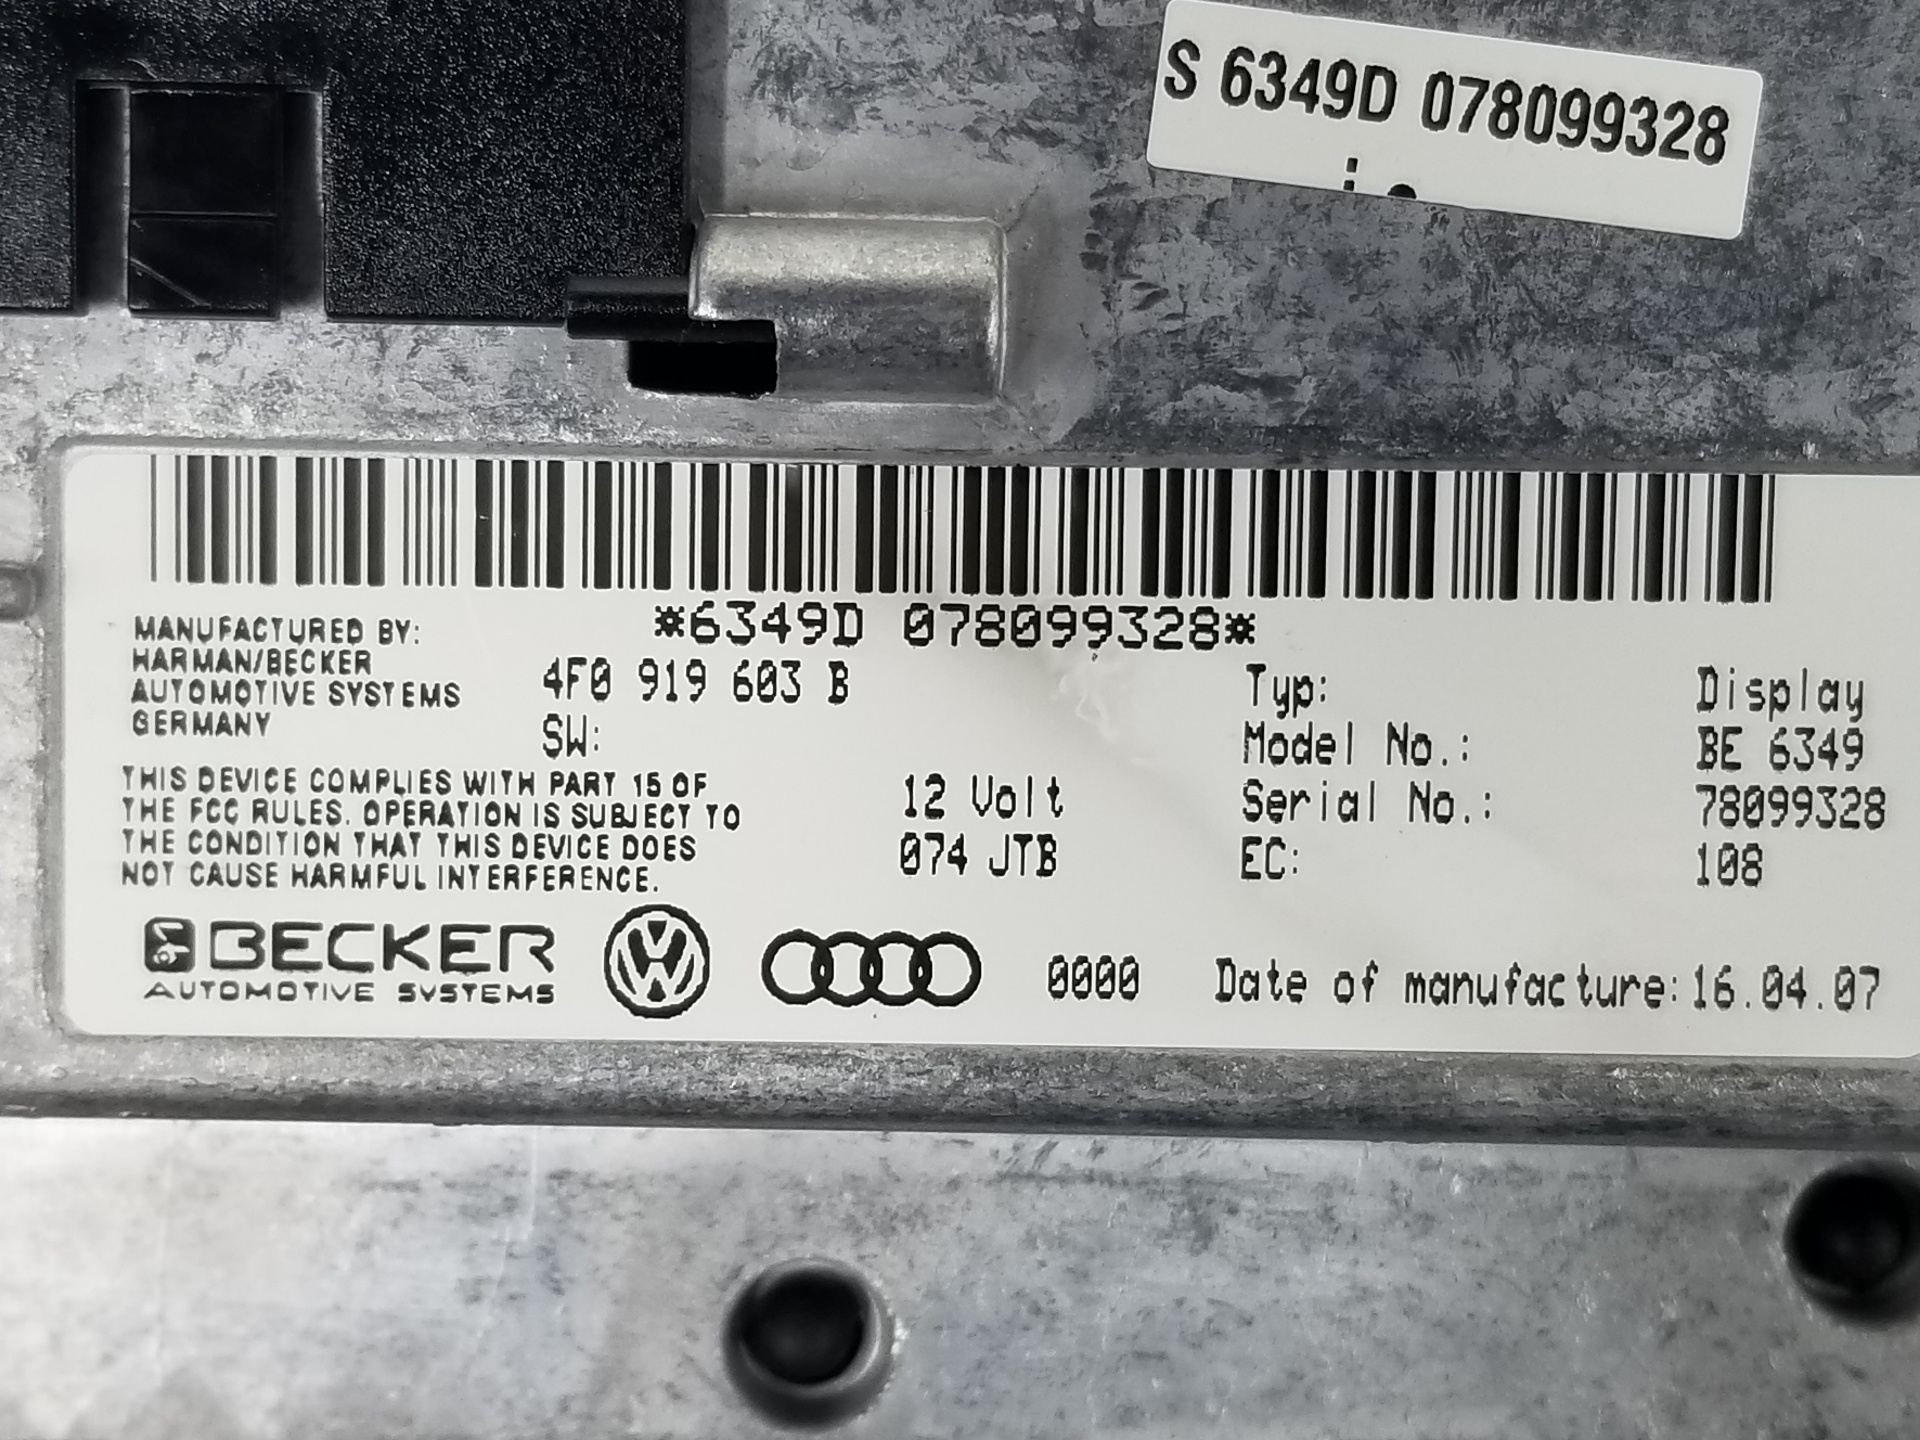 S 6349D 078099328
*6349D 078099328*
MANUFACTURED BY:
HARMAN/BECKER
AUTOMOTIVE SYSTEMS
GERMANY
4F0 919 603 B
SW:
THIS DEVICE COMPLIES WITH PART 15 OF
THE FCC RULES. OPERATION IS SUBJECT TO
THE CONDITION THAT THIS DEVICE DOES
NOT CAUSE HARMFUL INTERFERENCE.
12 Volt
074 JTB
Typ: Display
Model No.: BE 6349
Serial No.: 78099328
EC: 108
BECKER
AUTOMOTIVE SYSTEMS
0000
Date of manufacture: 16.04.07